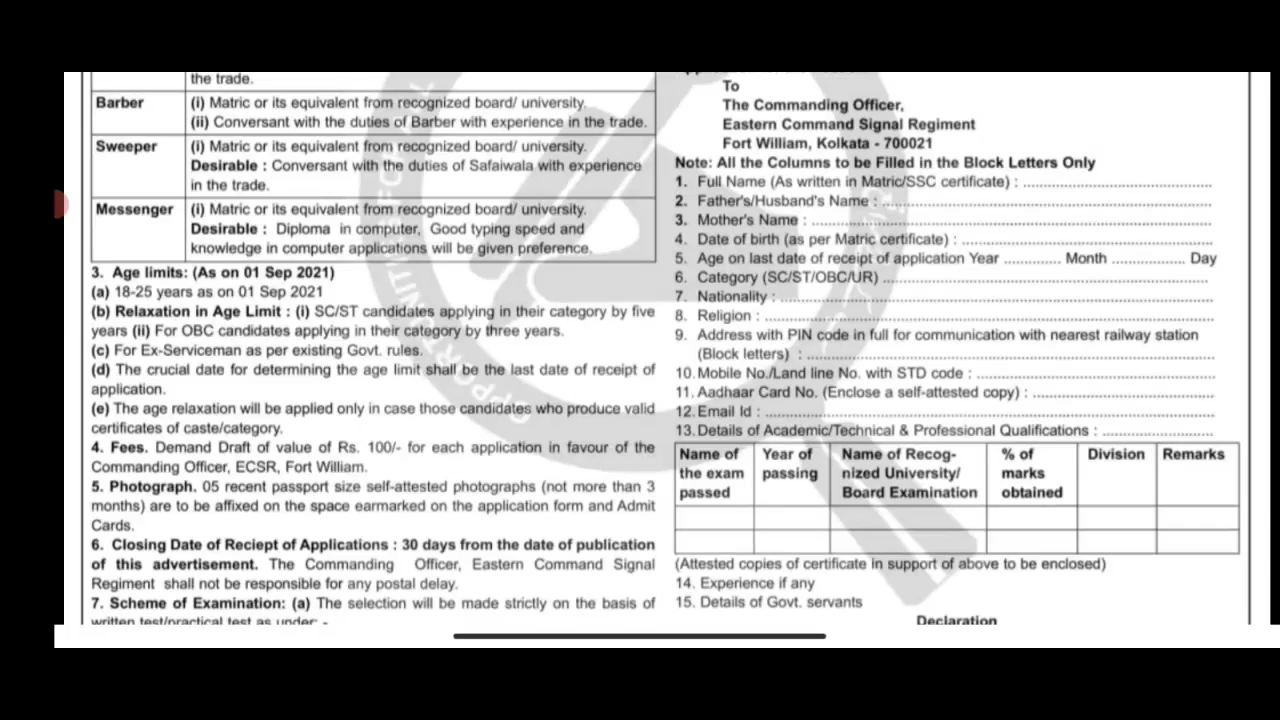 the trade.
Barber
(i) Matric or its equivalent from recognized board/ university.
(ii) Conversant with the duties of Barber with experience in the trade.
Sweeper
(i) Matric or its equivalent from recognized board/ university.
Desirable : Conversant with the duties of Safaiwala with experience
in the trade.
Messenger
(i) Matric or its equivalent from recognized board/ university.
Desirable : Diploma in computer, Good typing speed and
knowledge in computer applications will be given preference.
3. Age limits: (As on 01 Sep 2021)
(a) 18-25 years as on 01 Sep 2021
(b) Relaxation in Age Limit : (i) SC/ST candidates applying in their category by five
years (ii) For OBC candidates applying in their category by three years.
(c) For Ex-Serviceman as per existing Govt. rules.
(d) The crucial date for determining the age limit shall be the last date of receipt of
application.
(e) The age relaxation will be applied only in case those candidates who produce valid
certificates of caste/category.
4. Fees. Demand Draft of value of Rs. 100/- for each application in favour of the
Commanding Officer, ECSR, Fort William.
5. Photograph. 05 recent passport size self-attested photographs (not more than 3
months) are to be affixed on the space earmarked on the application form and Admit
Cards.
6. Closing Date of Reciept of Applications : 30 days from the date of publication
of this advertisement. The Commanding Officer, Eastern Command Signal
Regiment shall not be responsible for any postal delay.
7. Scheme of Examination: (a) The selection will be made strictly on the basis of
written test/practical test as under: -
To
The Commanding Officer,
Eastern Command Signal Regiment
Fort William, Kolkata - 700021
Note: All the Columns to be Filled in the Block Letters Only
1. Full Name (As written in Matric/SSC certificate) : ..........................................
2. Father's/Husband's Name : ..........................................
3. Mother's Name : ..........................................
4. Date of birth (as per Matric certificate) : ..........................................
5. Age on last date of receipt of application Year ............. Month ................ Day
6. Category (SC/ST/OBC/UR) ..........................................
7. Nationality : ..........................................
8. Religion : ..........................................
9. Address with PIN code in full for communication with nearest railway station
(Block letters) : ..........................................
10. Mobile No./Land line No. with STD code : ..........................................
11. Aadhaar Card No. (Enclose a self-attested copy) : ..........................................
12. Email Id : ..........................................
13. Details of Academic/Technical & Professional Qualifications : .........................
Name of the exam passed
Year of passing
Name of Recog-
nized University/
Board Examination
% of marks obtained
Division
Remarks
(Attested copies of certificate in support of above to be enclosed)
14. Experience if any
15. Details of Govt. servants
Declaration